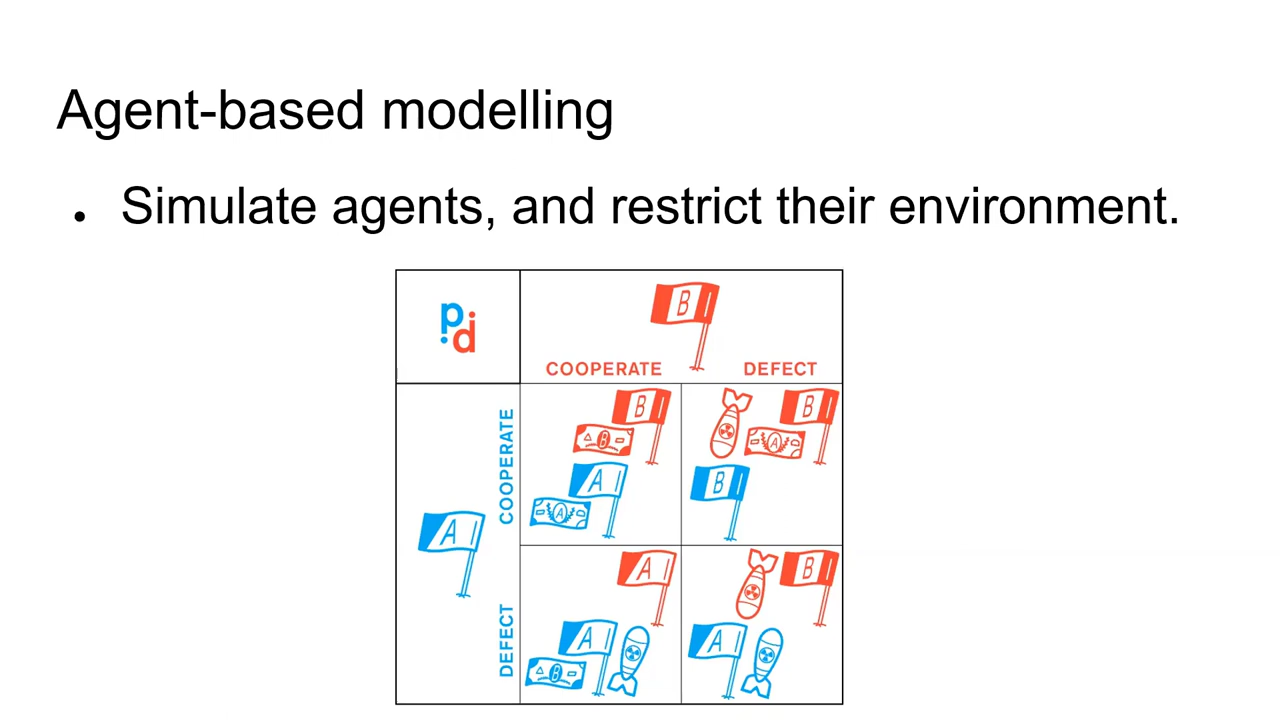 Agent-based modelling
• Simulate agents, and restrict their environment.
pd
B
COOPERATE DEFECT
COOPERATE
B
B
A
B
A
B
A
B
A
A
DEFECT
A
B
B
A
A